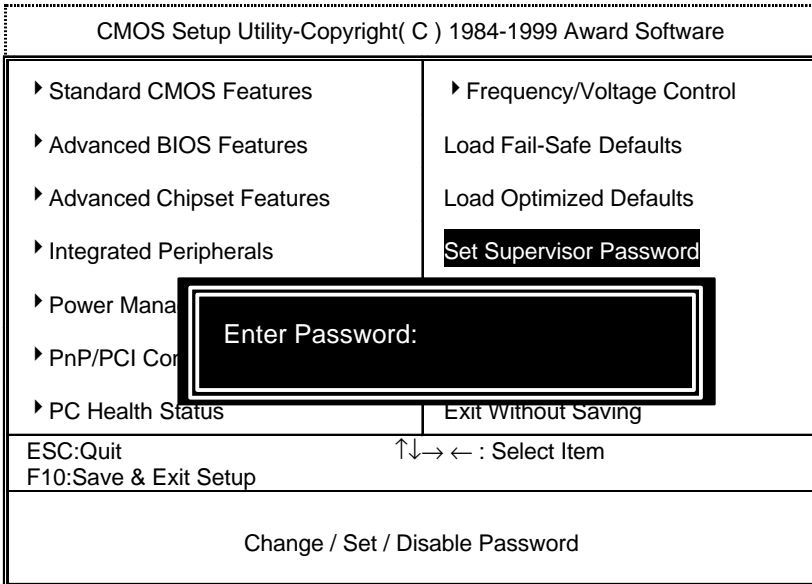 CMOS Setup Utility-Copyright( C ) 1984-1999 Award Software
Standard CMOS Features
Advanced BIOS Features
Advanced Chipset Features
Integrated Peripherals
Power
PnP/PCI
PC Health Status
Frequency/Voltage Control
Load Fail-Safe Defaults
Load Optimized Defaults
Set Supervisor Password
Exit Without Saving
Enter Password:
ESC:Quit ↑↓→ ← : Select Item
F10:Save & Exit Setup
Change / Set / Disable Password